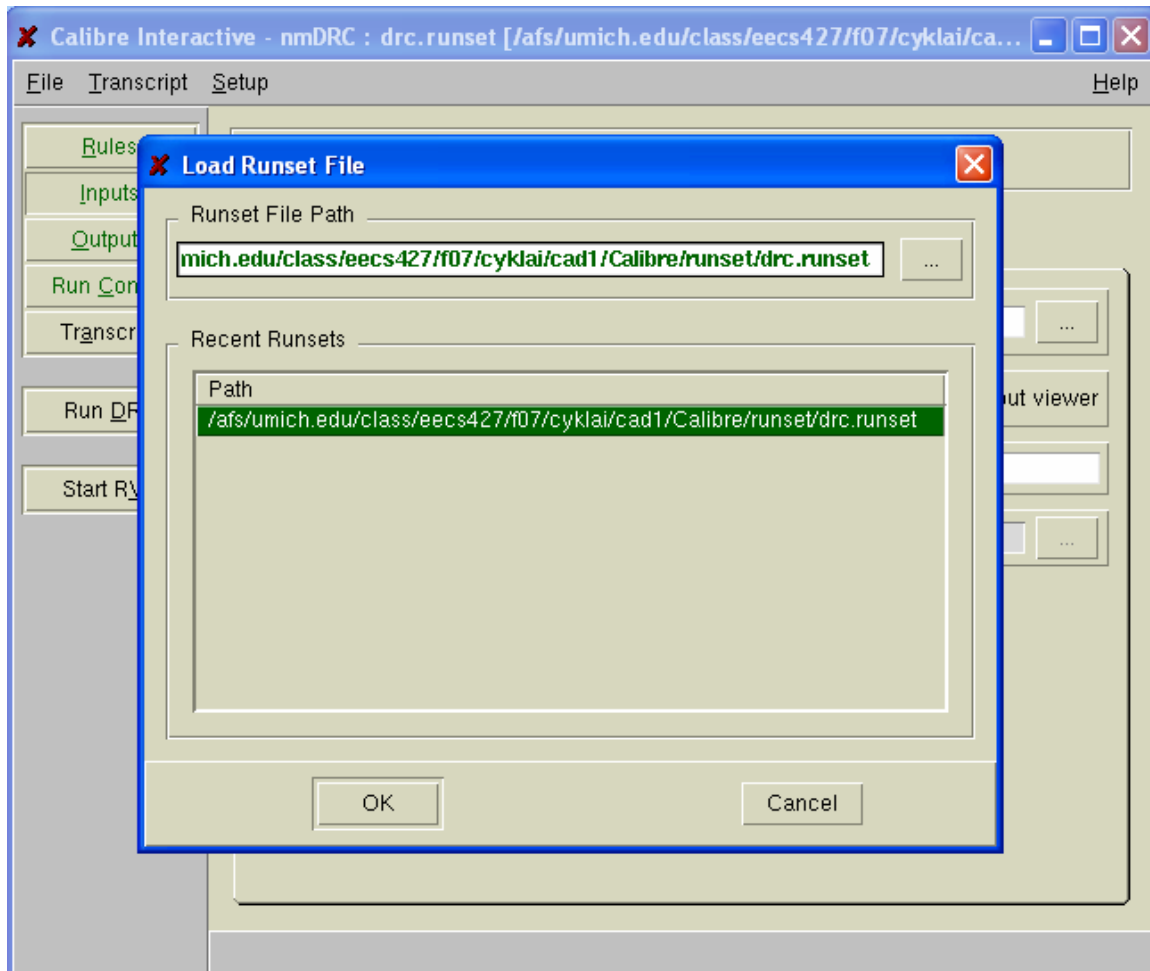 Calibre Interactive - nmDRC : drc.runset [/afs/umich.edu/class/eecs427/f07/cyklai/ca...
File Transcript Setup Help
Rules
Inputs
Output
Run Con
Transcr
Run DR
Start RV
Load Runset File
Runset File Path
mich.edu/class/eecs427/f07/cyklai/cad1/Calibre/runset/drc.runset ...
Recent Runsets
Path
/afs/umich.edu/class/eecs427/f07/cyklai/cad1/Calibre/runset/drc.runset
OK Cancel
...
ut viewer
...